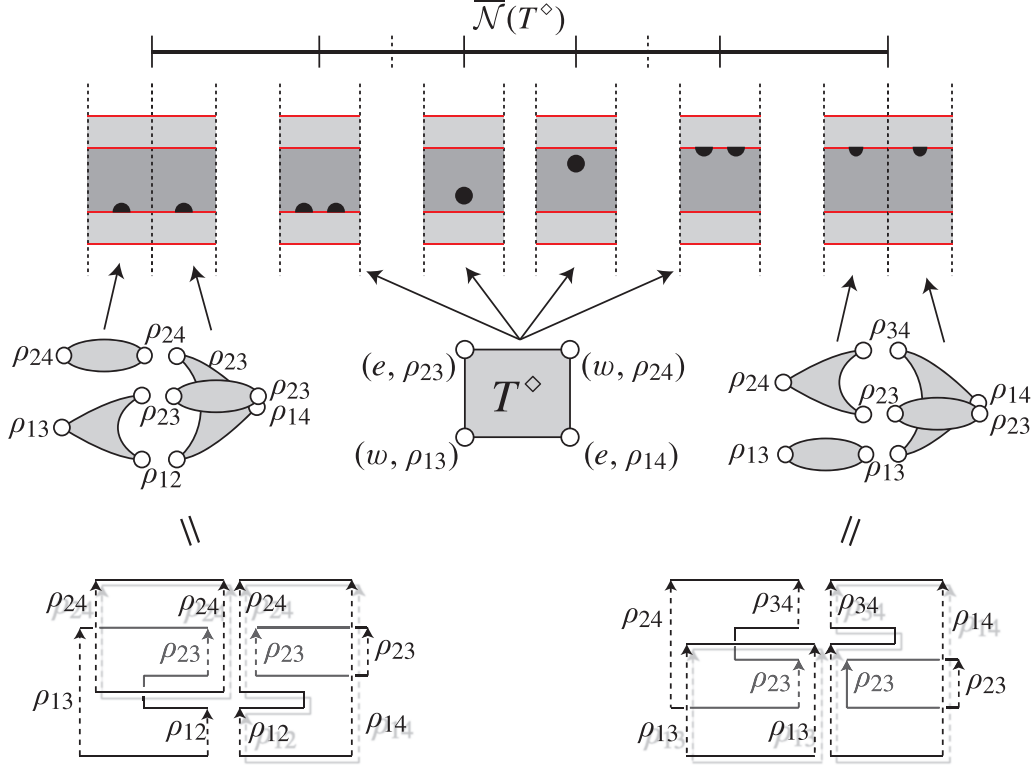 𝒩̅(T^◇)
ρ24 ρ24 ρ23 ρ34
ρ24 ρ23 ρ14
ρ13 ρ23 ρ14 ρ12
(e, ρ23) (w, ρ24)
T^◇
(w, ρ13) (e, ρ14)
ρ24 ρ23 ρ23
ρ13 ρ13
//
//
ρ24 ρ24 ρ24
ρ23 ρ23 ρ23
ρ13 ρ12 ρ12 ρ14
ρ24 ρ34 ρ34 ρ14
ρ23 ρ23 ρ23
ρ13 ρ13